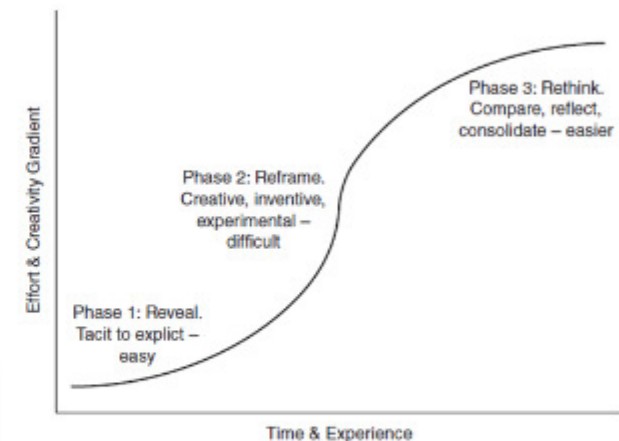 Effort & Creativity Gradient
Phase 3: Rethink.
Compare, reflect,
consolidate – easier
Phase 2: Reframe.
Creative, inventive,
experimental –
difficult
Phase 1: Reveal.
Tacit to explict –
easy
Time & Experience